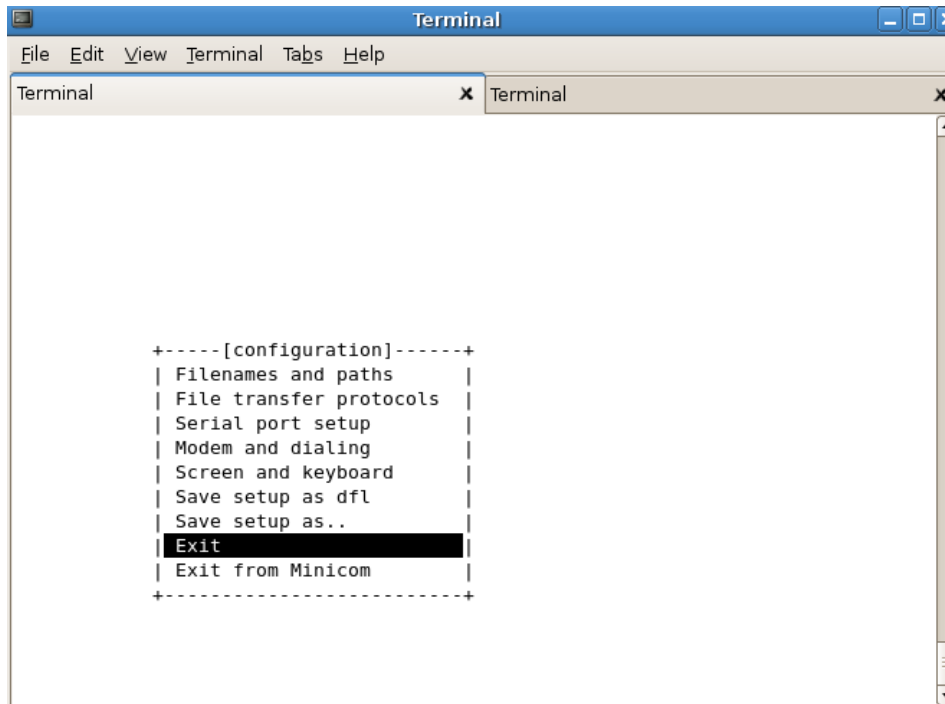 Terminal
File Edit View Terminal Tabs Help
Terminal x Terminal x
+-----[configuration]------+
| Filenames and paths |
| File transfer protocols |
| Serial port setup |
| Modem and dialing |
| Screen and keyboard |
| Save setup as dfl |
| Save setup as.. |
| Exit |
| Exit from Minicom |
+--------------------------+